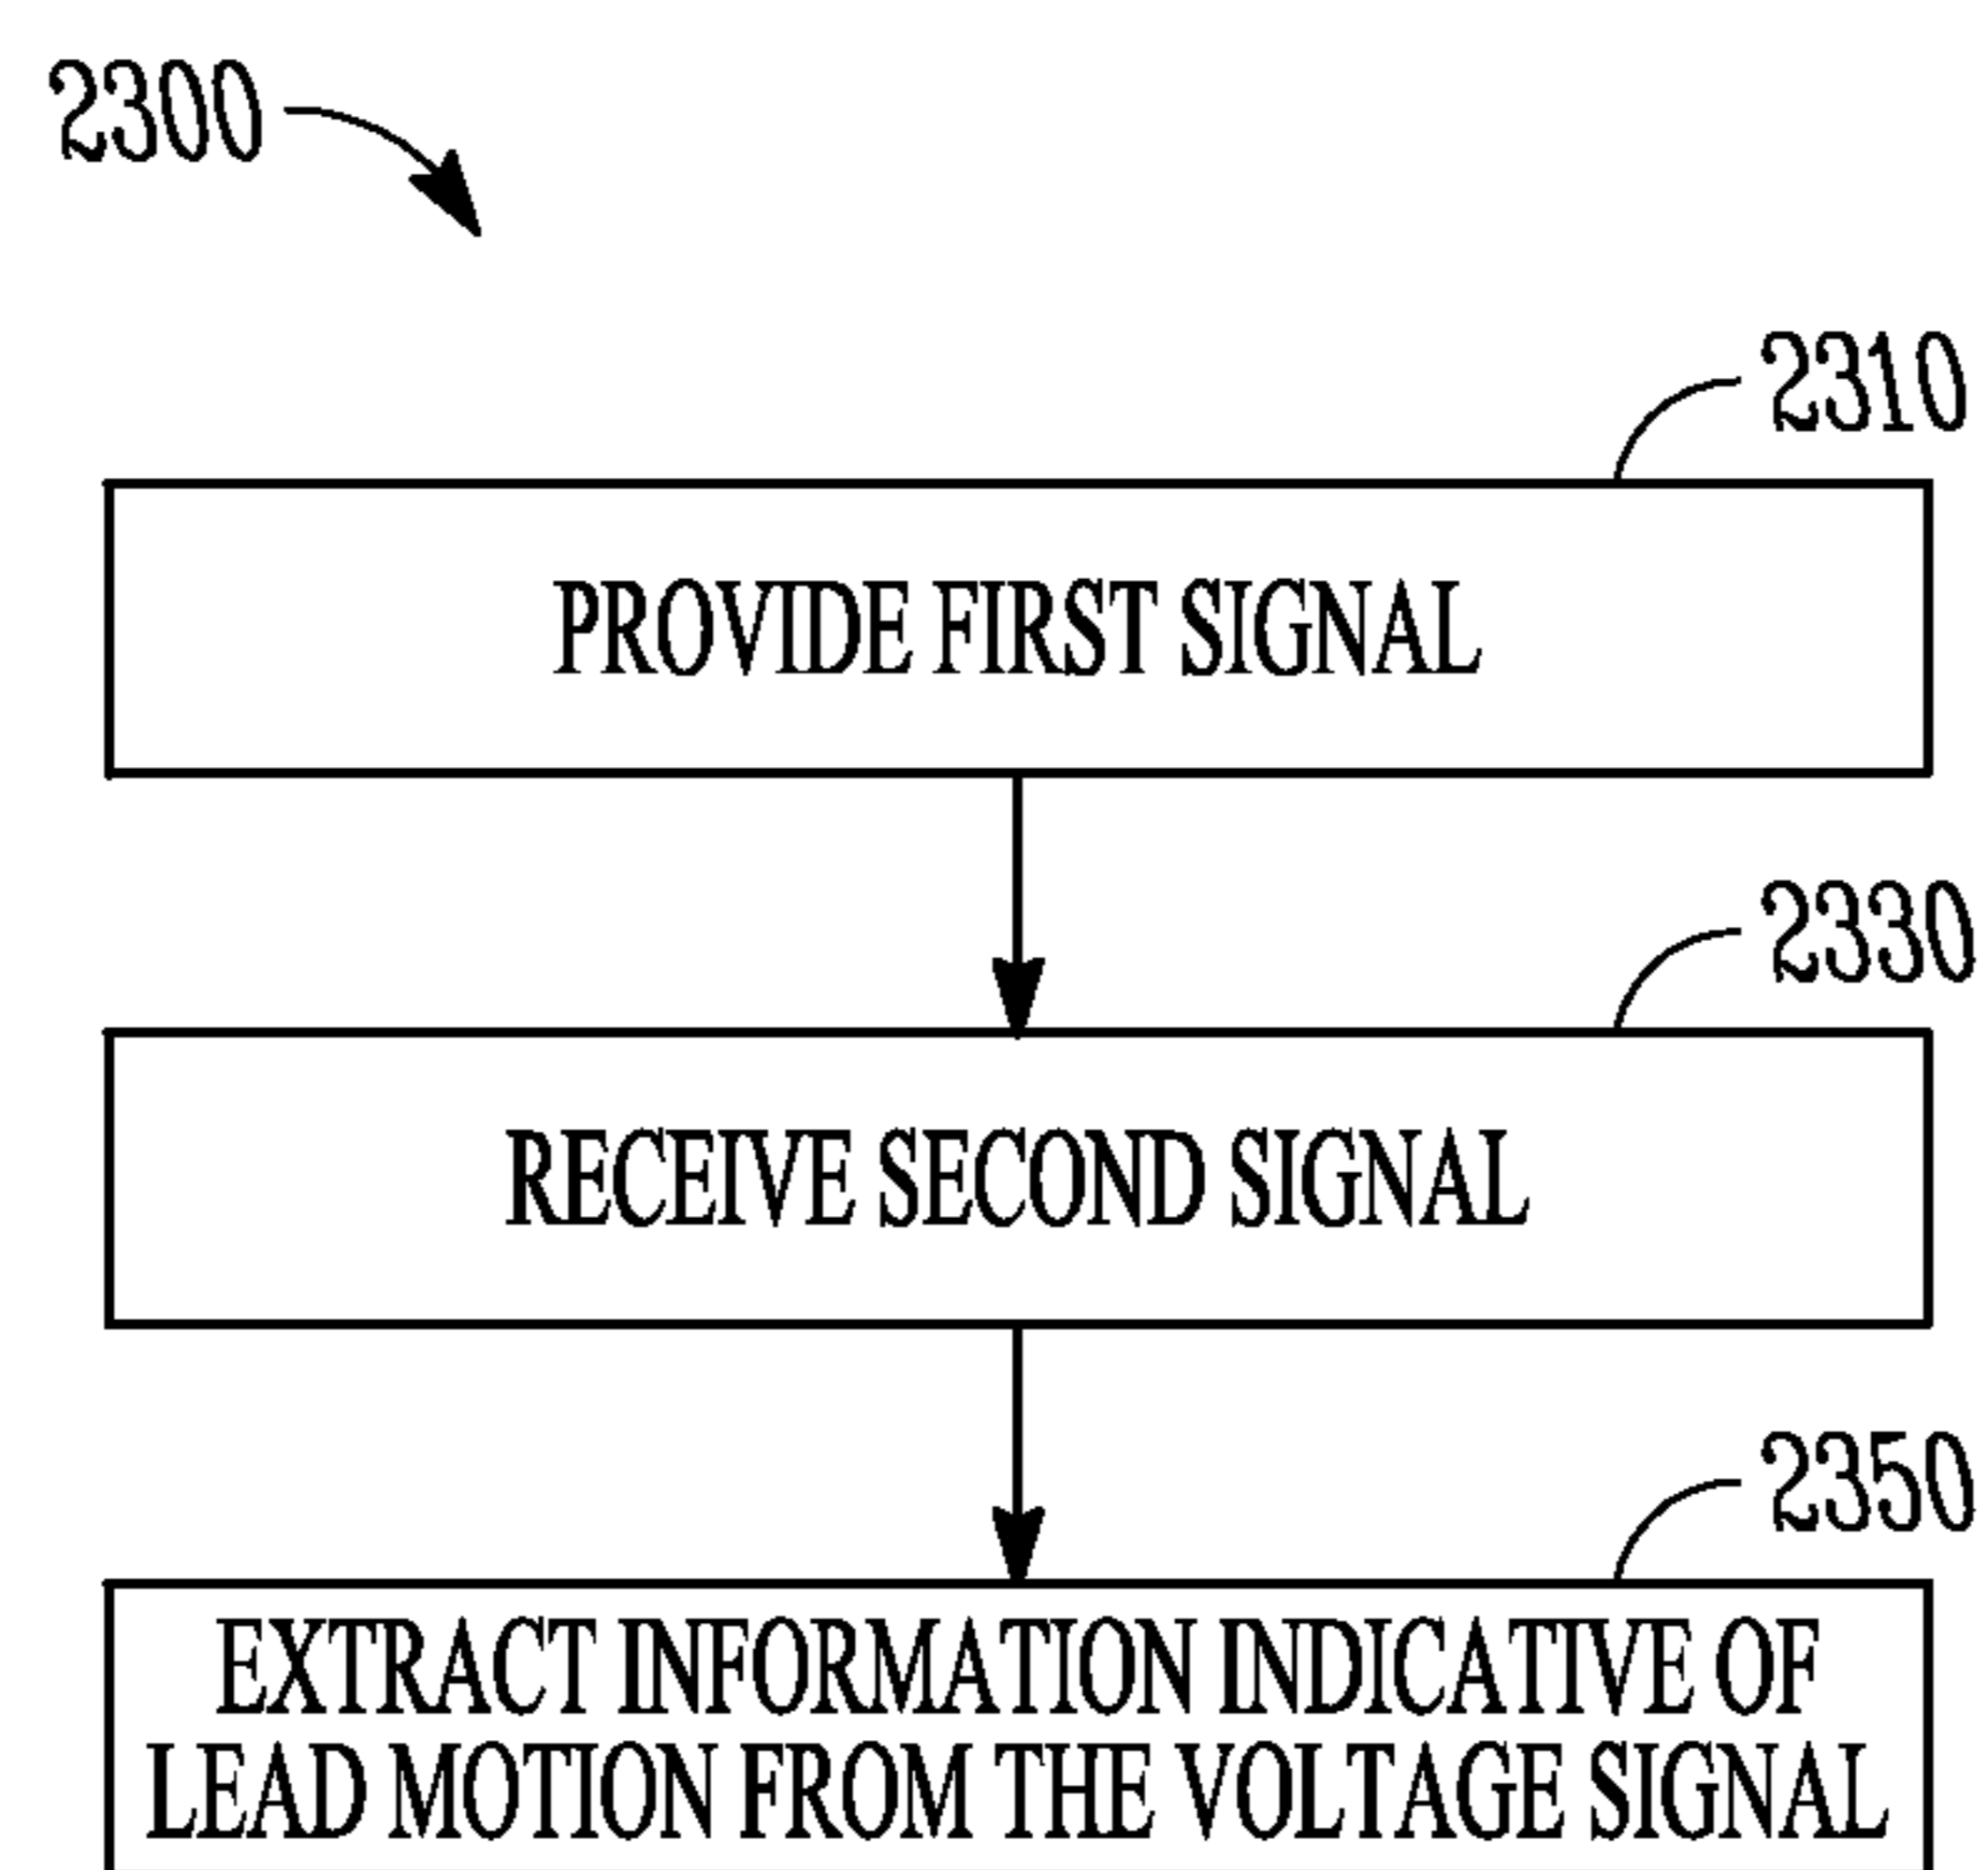 2300
2310
PROVIDE FIRST SIGNAL
2330
RECEIVE SECOND SIGNAL
2350
EXTRACT INFORMATION INDICATIVE OF
LEAD MOTION FROM THE VOLTAGE SIGNAL